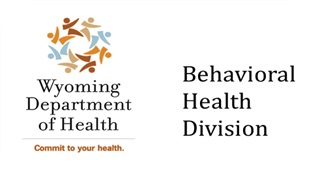 Wyoming
Department
of Health
Commit to your health.
Behavioral
Health
Division